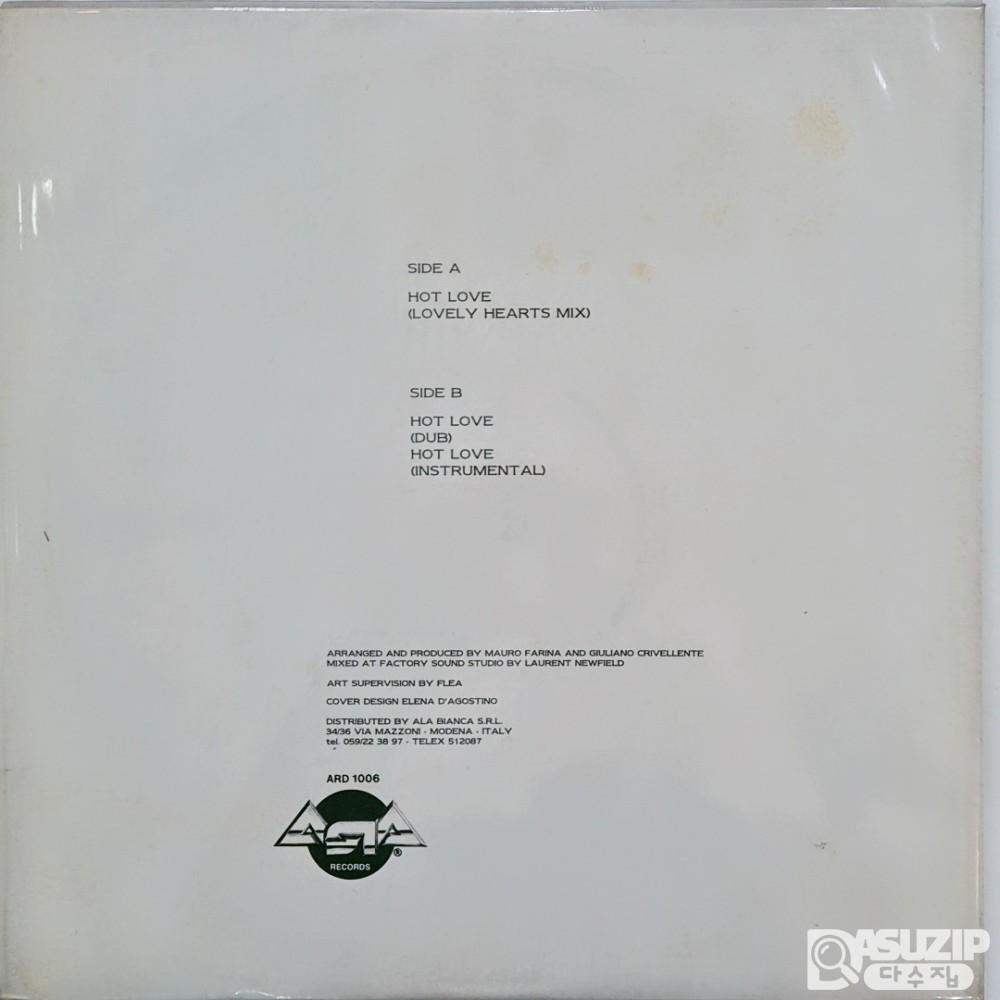 SIDE A
HOT LOVE
(LOVELY HEARTS MIX)
SIDE B
HOT LOVE
(DUB)
HOT LOVE
(INSTRUMENTAL)
ARRANGED AND PRODUCED BY MAURO FARINA AND GIULIANO CRIVELLENTE
MIXED AT FACTORY SOUND STUDIO BY LAURENT NEWFIELD
ART SUPERVISION BY FLEA
COVER DESIGN ELENA D'AGOSTINO
DISTRIBUTED BY ALA BIANCA S.R.L.
34/36 VIA MAZZONI - MODENA - ITALY
tel. 059/22 38 97 - TELEX 512087
ARD 1006
ASIA ®
RECORDS
DASUZIP
다수집